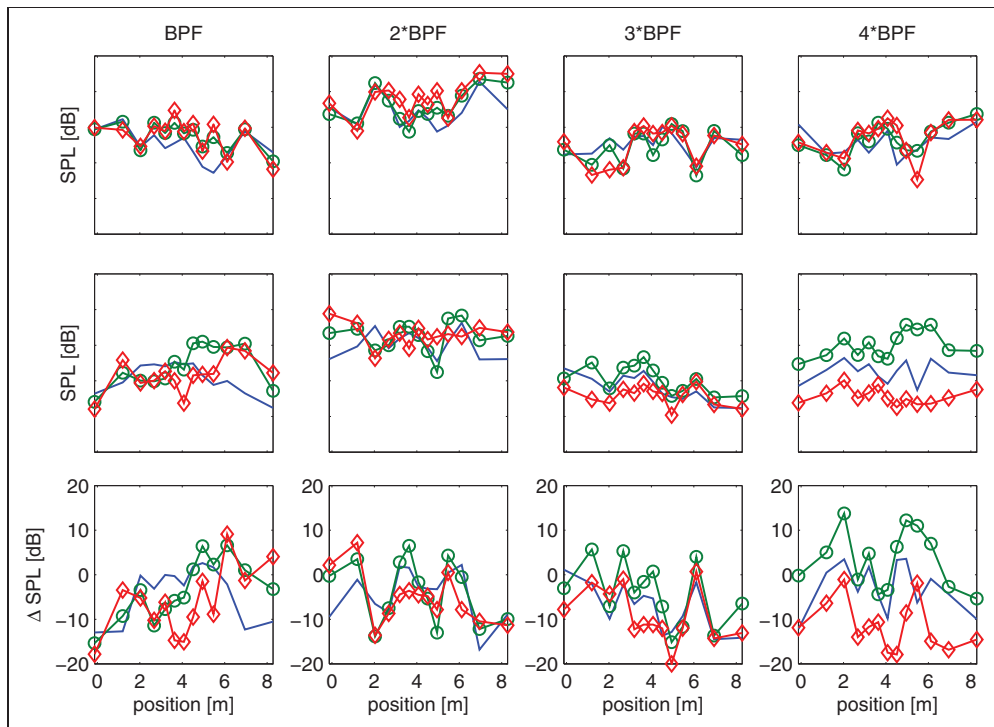 BPF 2*BPF 3*BPF 4*BPF
SPL [dB]
SPL [dB]
Δ SPL [dB]
20 20 20 20
10 10 10 10
0 0 0 0
−10 −10 −10 −10
−20 −20 −20 −20
0 2 4 6 8 0 2 4 6 8 0 2 4 6 8 0 2 4 6 8
position [m] position [m] position [m] position [m]